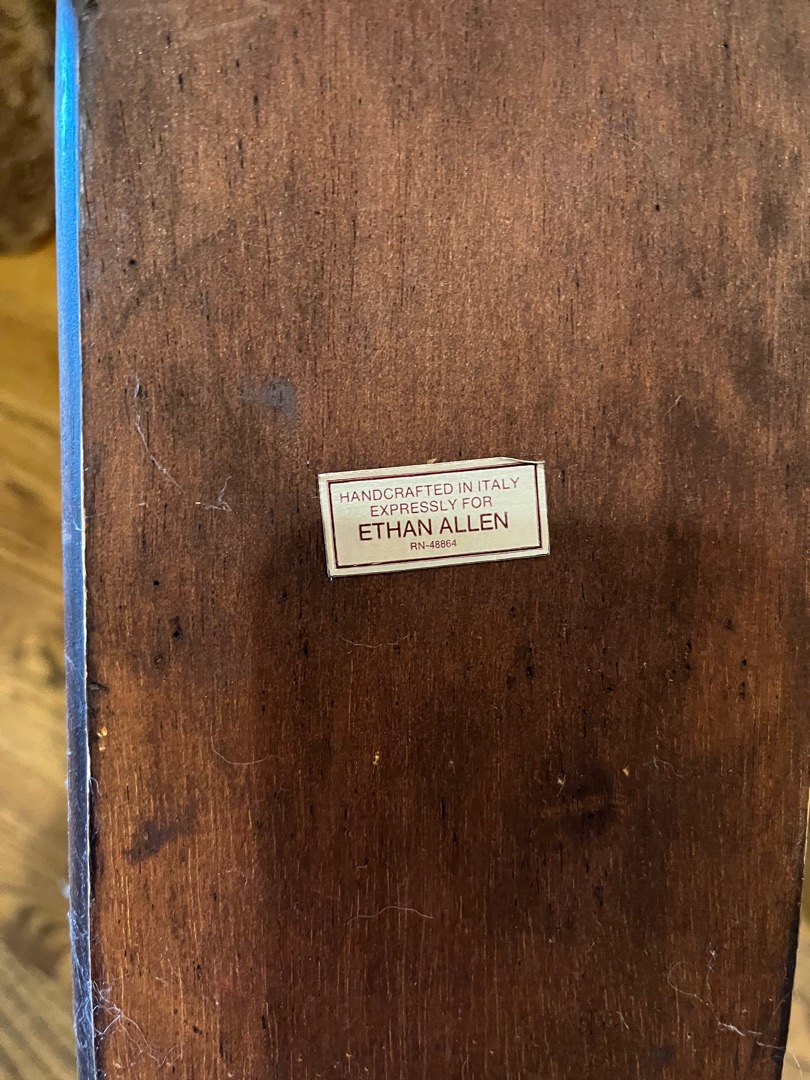 HANDCRAFTED IN ITALY
EXPRESSLY FOR
ETHAN ALLEN
RN-48864